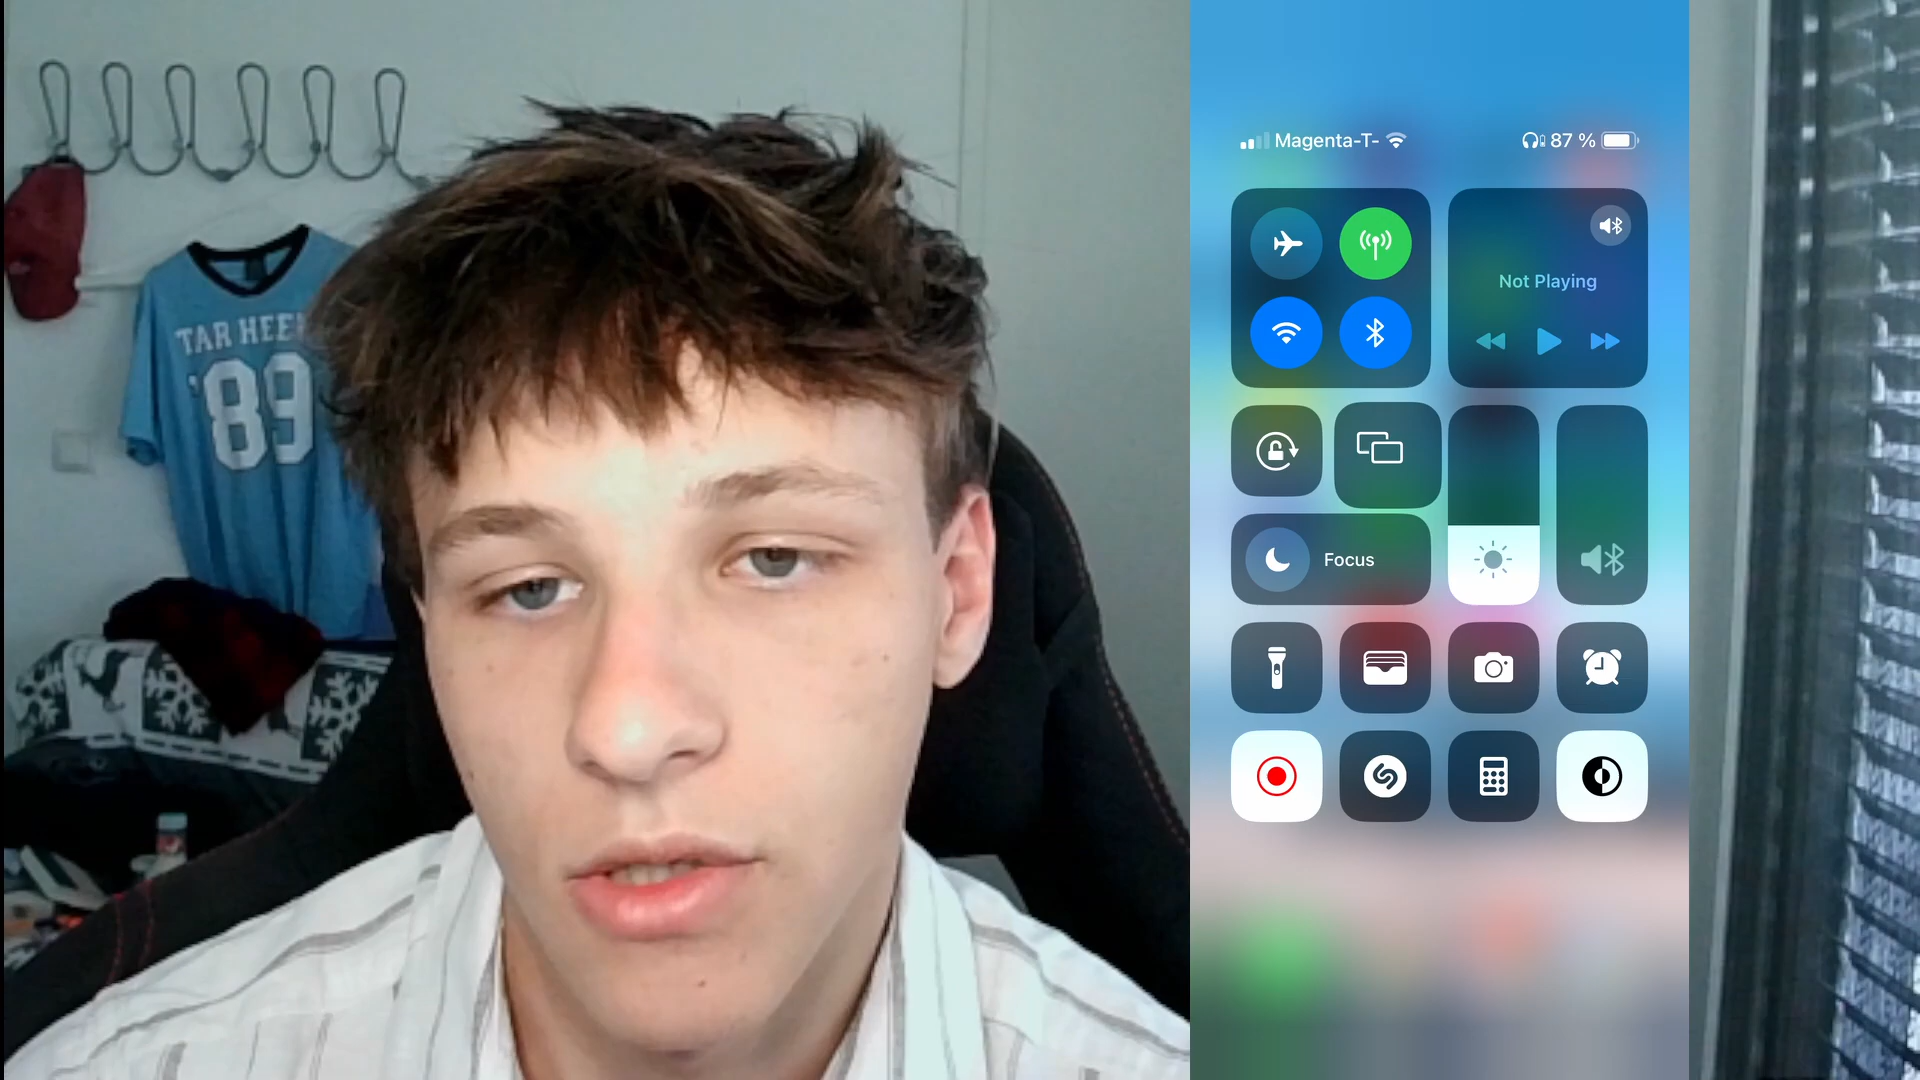 TAR HEE
'89
Magenta-T-
87 %
Not Playing
Focus